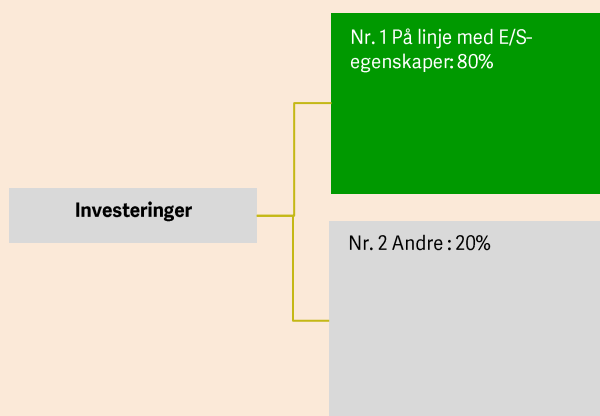 Nr. 1 På linje med E/S-
egenskaper: 80%
Investeringer
Nr. 2 Andre : 20%